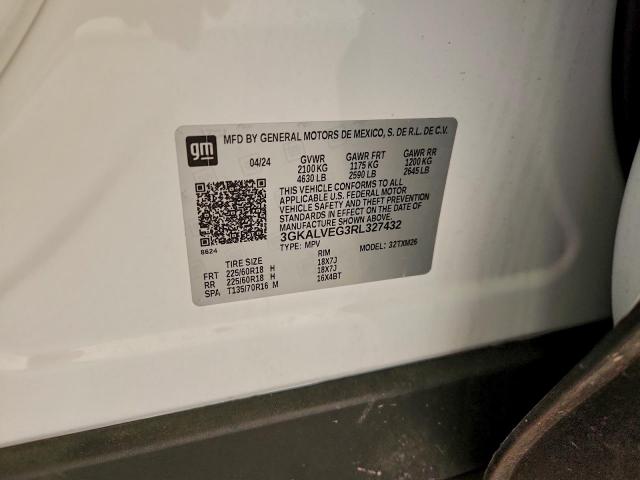 gm
MFD BY GENERAL MOTORS DE MEXICO, S. DE R.L. DE C.V.
04/24 GVWR GAWR FRT GAWR RR
2100 KG 1175 KG 1200 KG
4630 LB 2590 LB 2645 LB
THIS VEHICLE CONFORMS TO ALL
APPLICABLE U.S. FEDERAL MOTOR
VEHICLE SAFETY AND THEFT PREVENTION
STANDARDS IN EFFECT ON THE DATE OF
MANUFACTURE SHOWN ABOVE.
3GKALVEG3RL327432
8624 TYPE: MPV MODEL: 32TXM26
TIRE SIZE RIM
FRT 225/60R18 H 18X7J
RR 225/60R18 H 18X7J
SPA T135/70R16 M 16X4BT